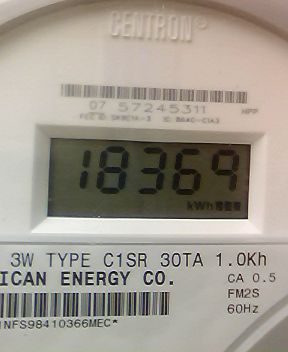 CENTRON®
07 57245311
18369
kWh
3W TYPE C1SR 30TA 1.0Kh
ICAN ENERGY CO.
CA 0.5
FM2S
60Hz
INFS98410366MEC*